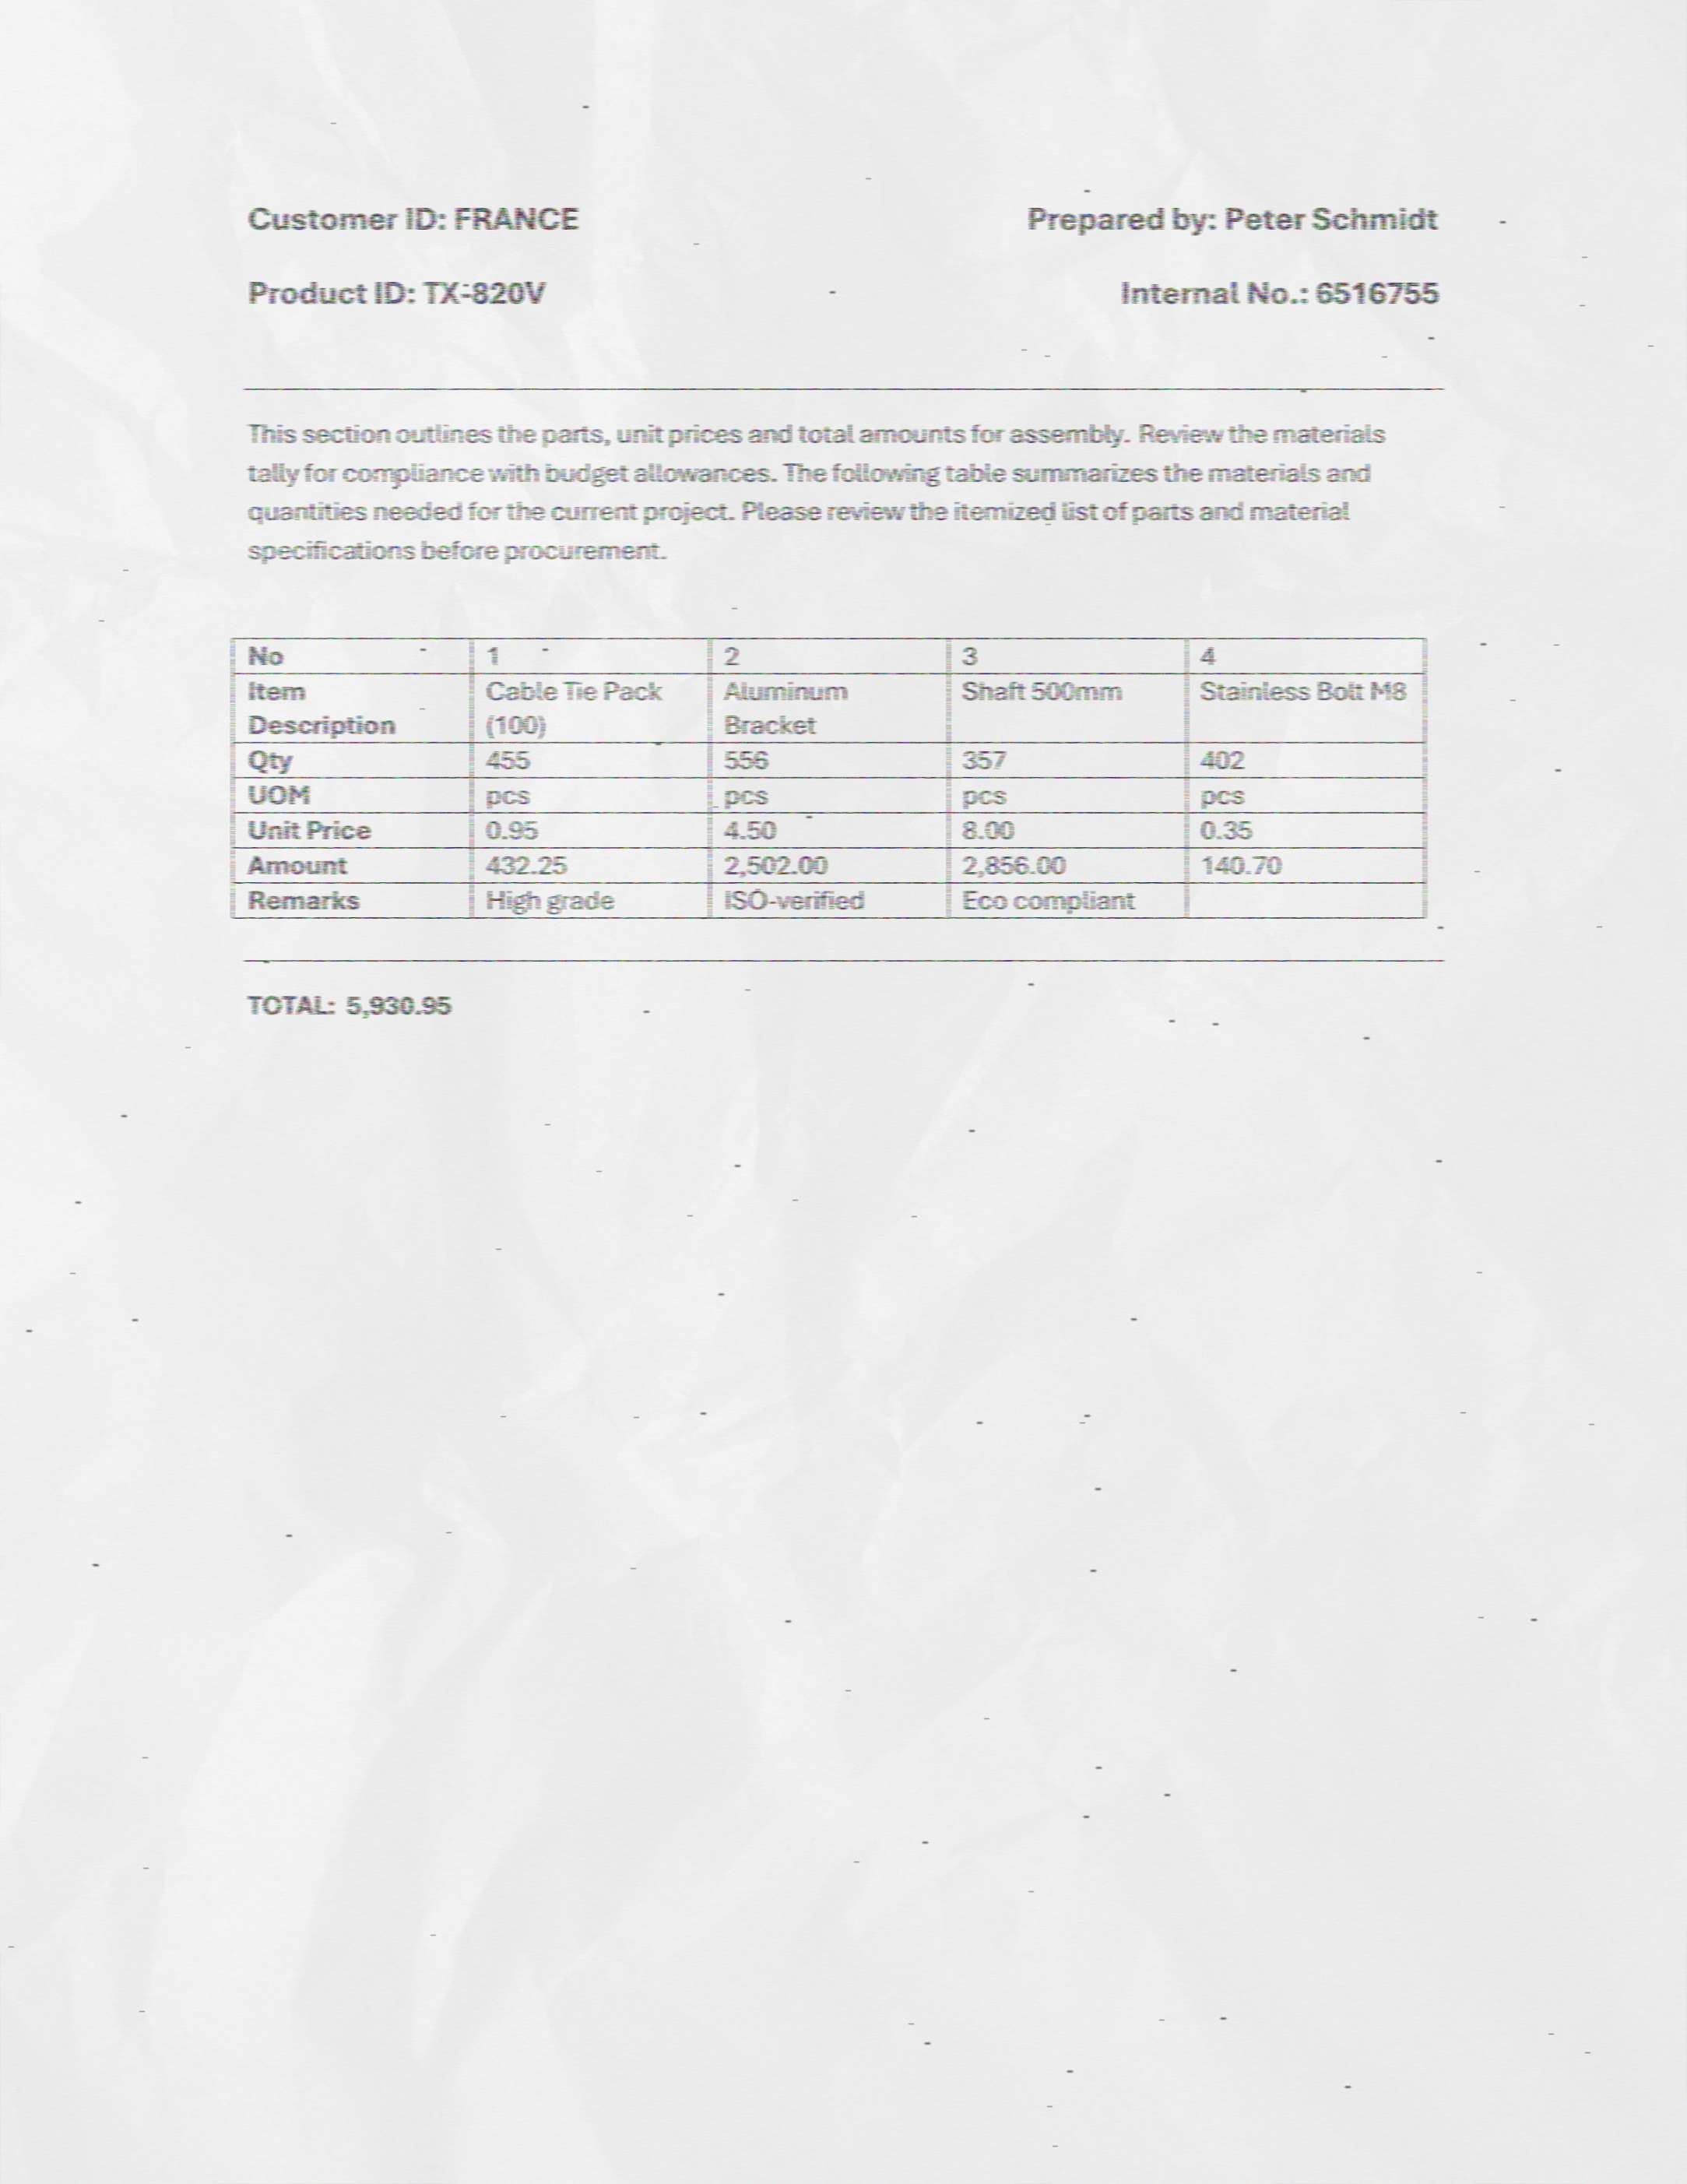 Customer ID: FRANCE Prepared by: Peter Schmidt
Product ID: TX-820V Internal No.: 6516755
This section outlines the parts, unit prices and total amounts for assembly. Review the materials
tally for compliance with budget allowances. The following table summarizes the materials and
quantities needed for the current project. Please review the itemized list of parts and material
specifications before procurement.
No 1 2 3 4
Item Cable Tie Pack Aluminum Shaft 500mm Stainless Bolt M8
Description (100) Bracket
Qty 455 556 357 402
UOM pcs pcs pcs pcs
Unit Price 0.95 4.50 8.00 0.35
Amount 432.25 2,502.00 2,856.00 140.70
Remarks High grade ISO-verified Eco compliant
TOTAL: 5,930.95